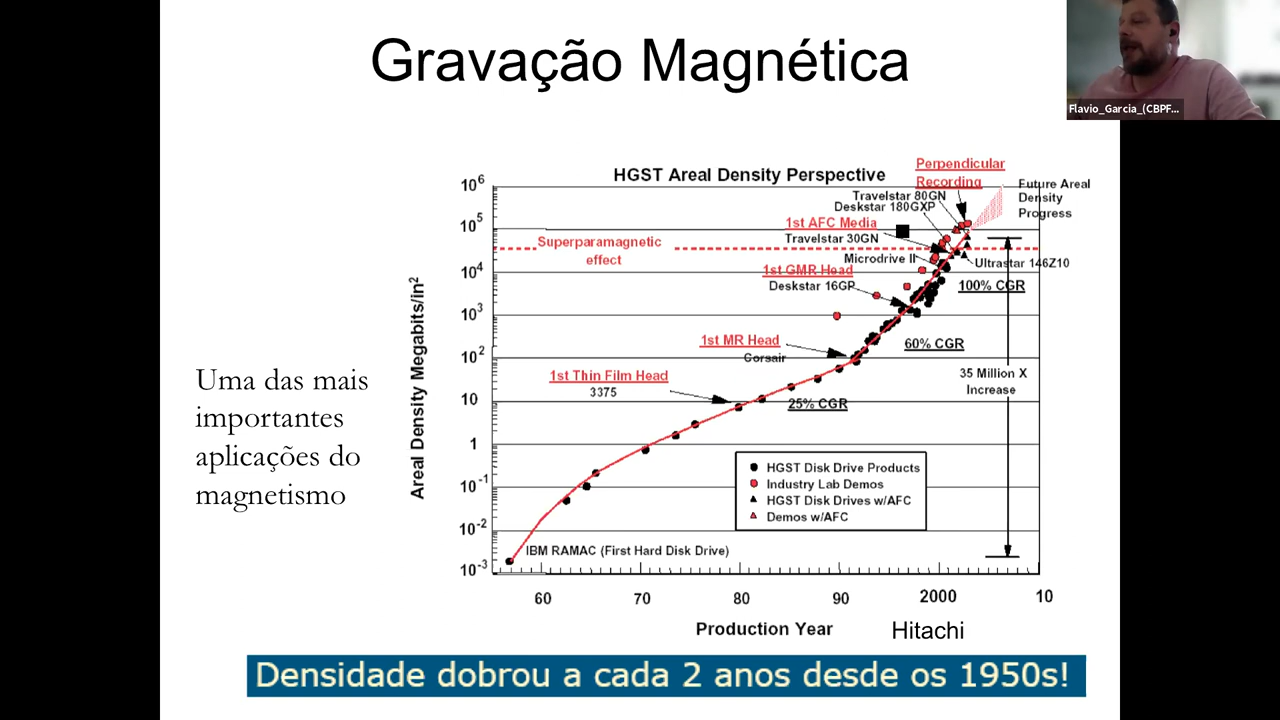 Gravação Magnética
Flavio_Garcia_(CBPF...
HGST Areal Density Perspective
Perpendicular
Recording
Future Areal
Density
Progress
Travelstar 80GN
Deskstar 180GXP
1st AFC Media
Travelstar 30GN
Superparamagnetic
effect
Microdrive II
Ultrastar 146Z10
1st GMR Head
Deskstar 16GP
100% CGR
1st MR Head
Corsair
60% CGR
35 Million X
Increase
1st Thin Film Head
3375
25% CGR
Uma das mais
importantes
aplicações do
magnetismo
Areal Density Megabits/in²
10⁶
10⁵
10⁴
10³
10²
10
1
10⁻¹
10⁻²
10⁻³
HGST Disk Drive Products
Industry Lab Demos
HGST Disk Drives w/AFC
Demos w/AFC
IBM RAMAC (First Hard Disk Drive)
60 70 80 90 2000 10
Production Year
Hitachi
Densidade dobrou a cada 2 anos desde os 1950s!